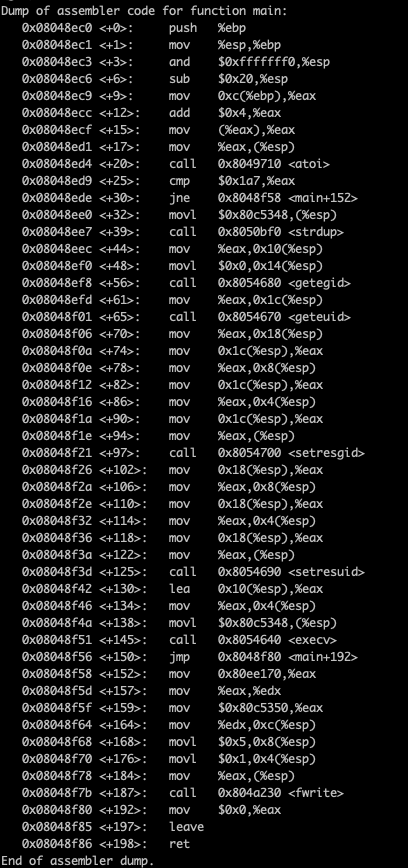 Dump of assembler code for function main:
   0x08048ec0 <+0>:     push   %ebp
   0x08048ec1 <+1>:     mov    %esp,%ebp
   0x08048ec3 <+3>:     and    $0xfffffff0,%esp
   0x08048ec6 <+6>:     sub    $0x20,%esp
   0x08048ec9 <+9>:     mov    0xc(%ebp),%eax
   0x08048ecc <+12>:    add    $0x4,%eax
   0x08048ecf <+15>:    mov    (%eax),%eax
   0x08048ed1 <+17>:    mov    %eax,(%esp)
   0x08048ed4 <+20>:    call   0x8049710 <atoi>
   0x08048ed9 <+25>:    cmp    $0x1a7,%eax
   0x08048ede <+30>:    jne    0x8048f58 <main+152>
   0x08048ee0 <+32>:    movl   $0x80c5348,(%esp)
   0x08048ee7 <+39>:    call   0x8050bf0 <strdup>
   0x08048eec <+44>:    mov    %eax,0x10(%esp)
   0x08048ef0 <+48>:    movl   $0x0,0x14(%esp)
   0x08048ef8 <+56>:    call   0x8054680 <getegid>
   0x08048efd <+61>:    mov    %eax,0x1c(%esp)
   0x08048f01 <+65>:    call   0x8054670 <geteuid>
   0x08048f06 <+70>:    mov    %eax,0x18(%esp)
   0x08048f0a <+74>:    mov    0x1c(%esp),%eax
   0x08048f0e <+78>:    mov    %eax,0x8(%esp)
   0x08048f12 <+82>:    mov    0x1c(%esp),%eax
   0x08048f16 <+86>:    mov    %eax,0x4(%esp)
   0x08048f1a <+90>:    mov    0x1c(%esp),%eax
   0x08048f1e <+94>:    mov    %eax,(%esp)
   0x08048f21 <+97>:    call   0x8054700 <setresgid>
   0x08048f26 <+102>:   mov    0x18(%esp),%eax
   0x08048f2a <+106>:   mov    %eax,0x8(%esp)
   0x08048f2e <+110>:   mov    0x18(%esp),%eax
   0x08048f32 <+114>:   mov    %eax,0x4(%esp)
   0x08048f36 <+118>:   mov    0x18(%esp),%eax
   0x08048f3a <+122>:   mov    %eax,(%esp)
   0x08048f3d <+125>:   call   0x8054690 <setresuid>
   0x08048f42 <+130>:   lea    0x10(%esp),%eax
   0x08048f46 <+134>:   mov    %eax,0x4(%esp)
   0x08048f4a <+138>:   movl   $0x80c5348,(%esp)
   0x08048f51 <+145>:   call   0x8054640 <execv>
   0x08048f56 <+150>:   jmp    0x8048f80 <main+192>
   0x08048f58 <+152>:   mov    0x80ee170,%eax
   0x08048f5d <+157>:   mov    %eax,%edx
   0x08048f5f <+159>:   mov    $0x80c5350,%eax
   0x08048f64 <+164>:   mov    %edx,0xc(%esp)
   0x08048f68 <+168>:   movl   $0x5,0x8(%esp)
   0x08048f70 <+176>:   movl   $0x1,0x4(%esp)
   0x08048f78 <+184>:   mov    %eax,(%esp)
   0x08048f7b <+187>:   call   0x804a230 <fwrite>
   0x08048f80 <+192>:   mov    $0x0,%eax
   0x08048f85 <+197>:   leave
   0x08048f86 <+198>:   ret
End of assembler dump.